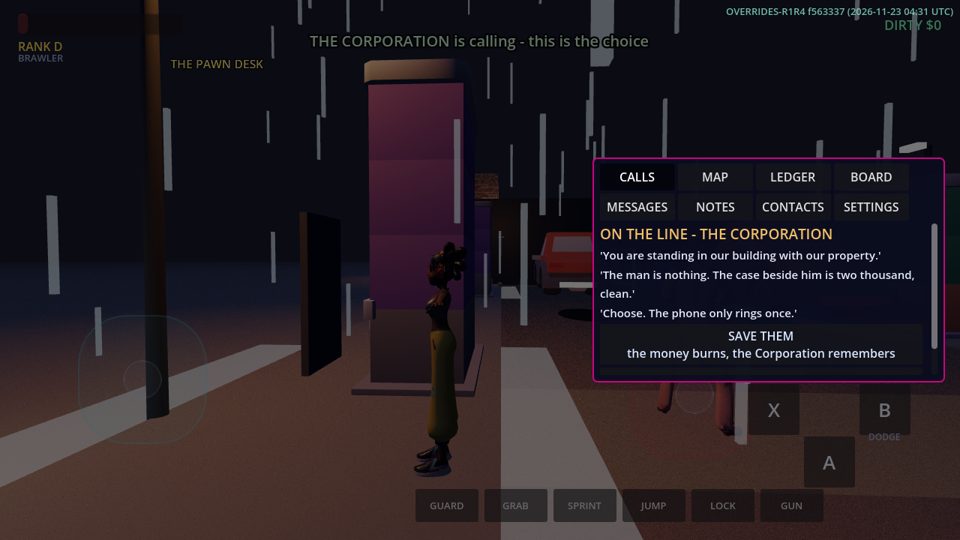 OVERRIDES-R1R4 f563337 (2026-11-23 04:31 UTC)
DIRTY $0
RANK D
BRAWLER
THE PAWN DESK
THE CORPORATION is calling - this is the choice
CALLS MAP LEDGER BOARD
MESSAGES NOTES CONTACTS SETTINGS
ON THE LINE - THE CORPORATION
'You are standing in our building with our property.'
'The man is nothing. The case beside him is two thousand,
clean.'
'Choose. The phone only rings once.'
SAVE THEM
the money burns, the Corporation remembers
X B
DODGE
A
GUARD GRAB SPRINT JUMP LOCK GUN